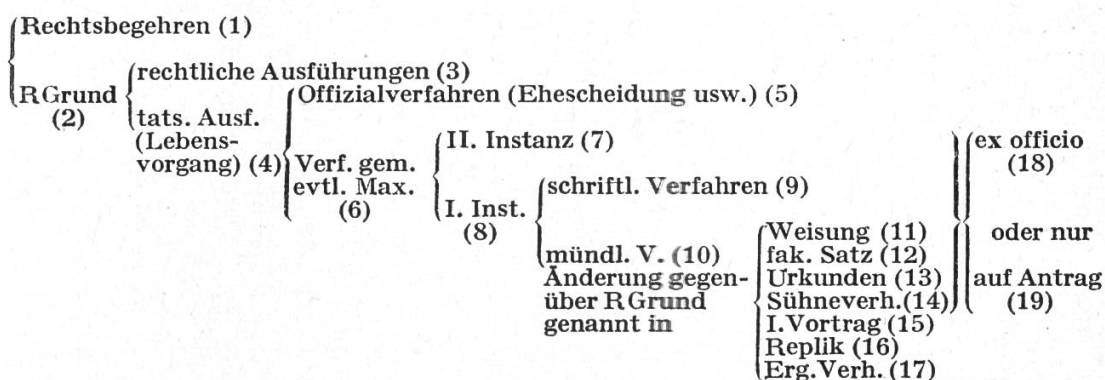 Rechtsbegehren (1)
rechtliche Ausführungen (3)
RGrund
Offizialverfahren (Ehescheidung usw.) (5)
(2)
tats. Ausf.
(Lebens-
vorgang) (4)
II. Instanz (7)
ex officio
(18)
Verf. gem.
evtl. Max.
(6)
schriftl. Verfahren (9)
I. Inst.
(8)
Weisung (11)
oder nur
mündl. V. (10)
fak. Satz (12)
Änderung gegen-
Urkunden (13)
auf Antrag
über RGrund
Sühneverh.(14)
(19)
genannt in
I.Vortrag (15)
Replik (16)
Erg.Verh. (17)